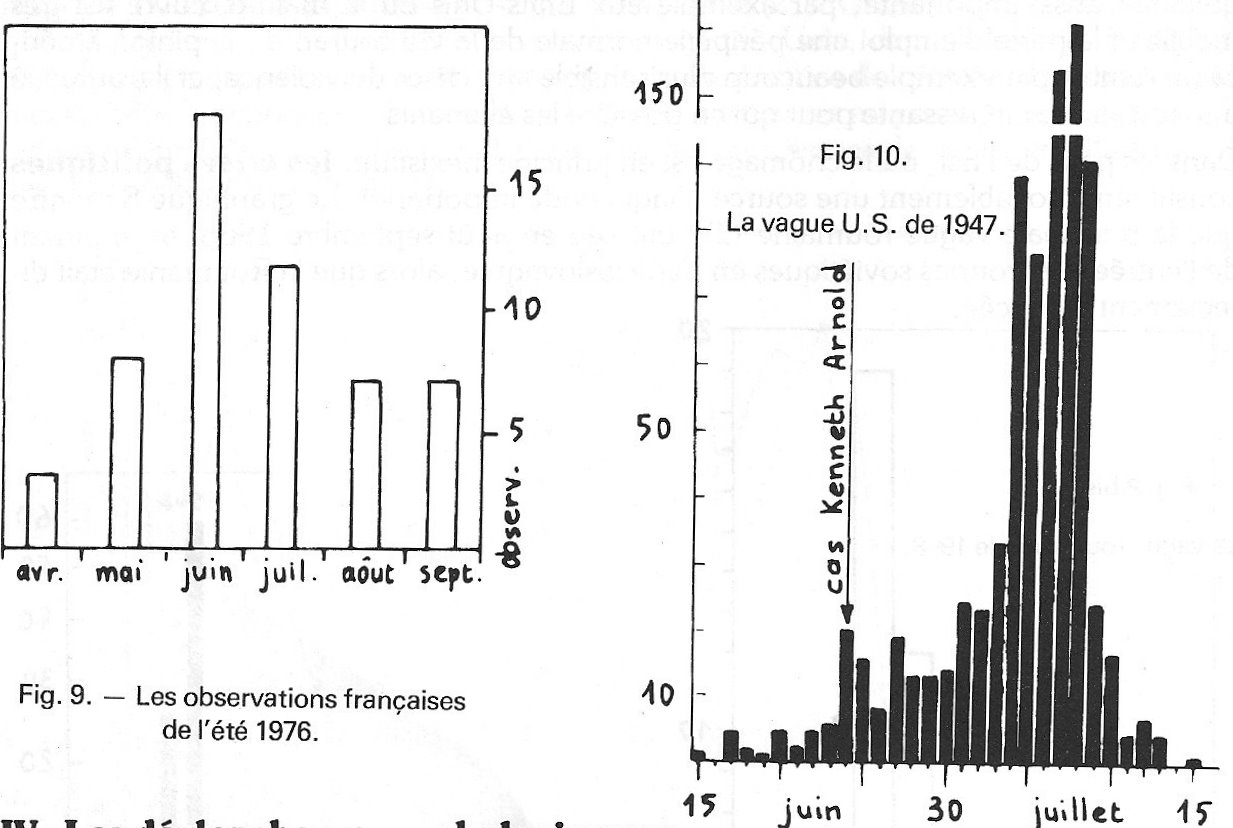 15
10
5
observ.
avr. mai juin juil. aôut sept.
Fig. 9. — Les observations françaises
de l'été 1976.
150
50
10
Fig. 10.
La vague U.S. de 1947.
cas Kenneth Arnold
15 juin 30 juillet 15